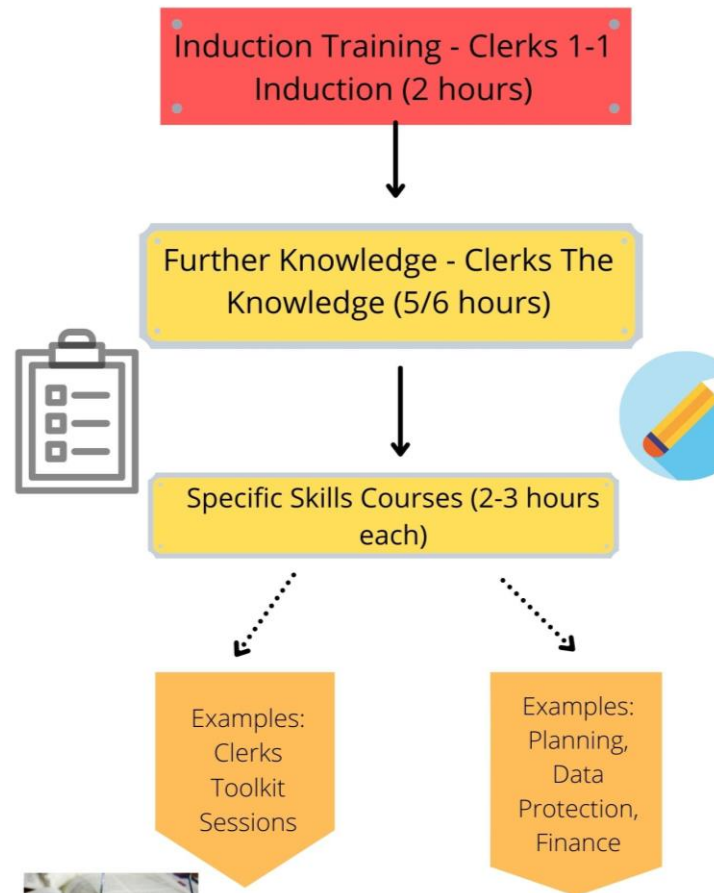 Induction Training - Clerks 1-1
Induction (2 hours)
Further Knowledge - Clerks The
Knowledge (5/6 hours)
Specific Skills Courses (2-3 hours
each)
Examples:
Clerks
Toolkit
Sessions
Examples:
Planning,
Data
Protection,
Finance